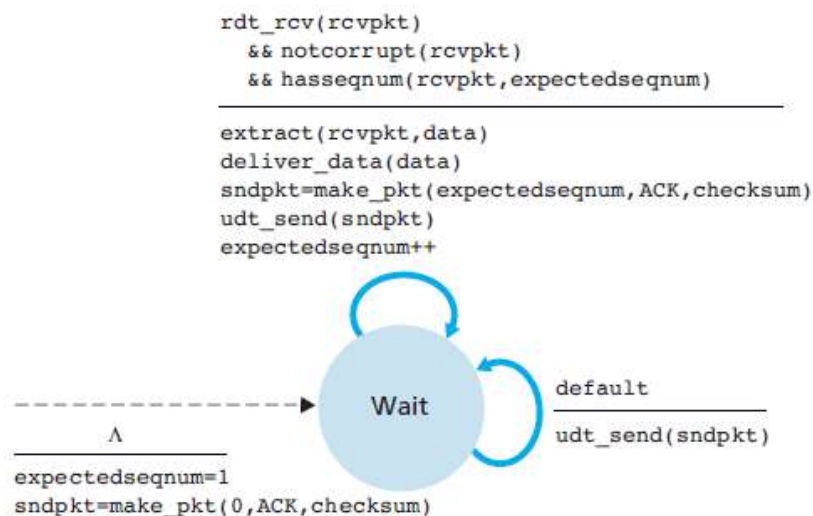 rdt_rcv(rcvpkt)
&& notcorrupt(rcvpkt)
&& hasseqnum(rcvpkt,expectedseqnum)
extract(rcvpkt,data)
deliver_data(data)
sndpkt=make_pkt(expectedseqnum,ACK,checksum)
udt_send(sndpkt)
expectedseqnum++
Wait
default
udt_send(sndpkt)
Λ
expectedseqnum=1
sndpkt=make_pkt(0,ACK,checksum)